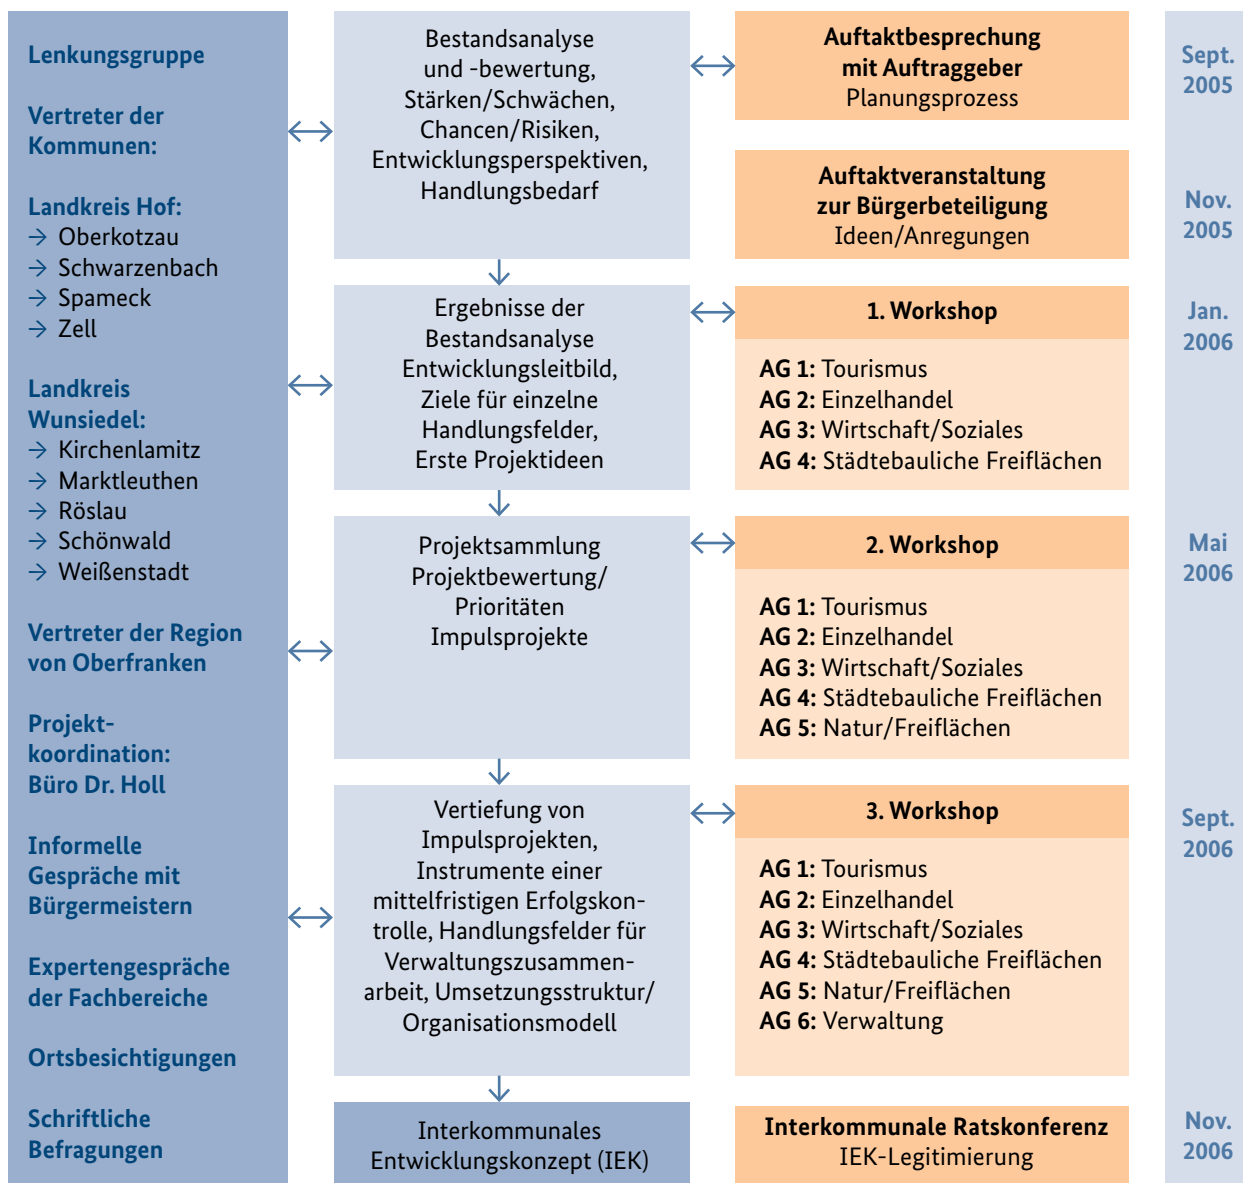 Lenkungsgruppe
Vertreter der
Kommunen:
Landkreis Hof:
→ Oberkotzau
→ Schwarzenbach
→ Spameck
→ Zell
Landkreis
Wunsiedel:
→ Kirchenlamitz
→ Marktleuthen
→ Röslau
→ Schönwald
→ Weißenstadt
Vertreter der Region
von Oberfranken
Projekt-
koordination:
Büro Dr. Holl
Informelle
Gespräche mit
Bürgermeistern
Expertengespräche
der Fachbereiche
Ortsbesichtigungen
Schriftliche
Befragungen
Bestandsanalyse
und -bewertung,
Stärken/Schwächen,
Chancen/Risiken,
Entwicklungsperspektiven,
Handlungsbedarf
Ergebnisse der
Bestandsanalyse
Entwicklungsleitbild,
Ziele für einzelne
Handlungsfelder,
Erste Projektideen
Projektsammlung
Projektbewertung/
Prioritäten
Impulsprojekte
Vertiefung von
Impulsprojekten,
Instrumente einer
mittelfristigen Erfolgskon-
trolle, Handlungsfelder für
Verwaltungszusammen-
arbeit, Umsetzungsstruktur/
Organisationsmodell
Interkommunales
Entwicklungskonzept (IEK)
Auftaktbesprechung
mit Auftraggeber
Planungsprozess
Auftaktveranstaltung
zur Bürgerbeteiligung
Ideen/Anregungen
1. Workshop
AG 1: Tourismus
AG 2: Einzelhandel
AG 3: Wirtschaft/Soziales
AG 4: Städtebauliche Freiflächen
2. Workshop
AG 1: Tourismus
AG 2: Einzelhandel
AG 3: Wirtschaft/Soziales
AG 4: Städtebauliche Freiflächen
AG 5: Natur/Freiflächen
3. Workshop
AG 1: Tourismus
AG 2: Einzelhandel
AG 3: Wirtschaft/Soziales
AG 4: Städtebauliche Freiflächen
AG 5: Natur/Freiflächen
AG 6: Verwaltung
Interkommunale Ratskonferenz
IEK-Legitimierung
Sept.
2005
Nov.
2005
Jan.
2006
Mai
2006
Sept.
2006
Nov.
2006